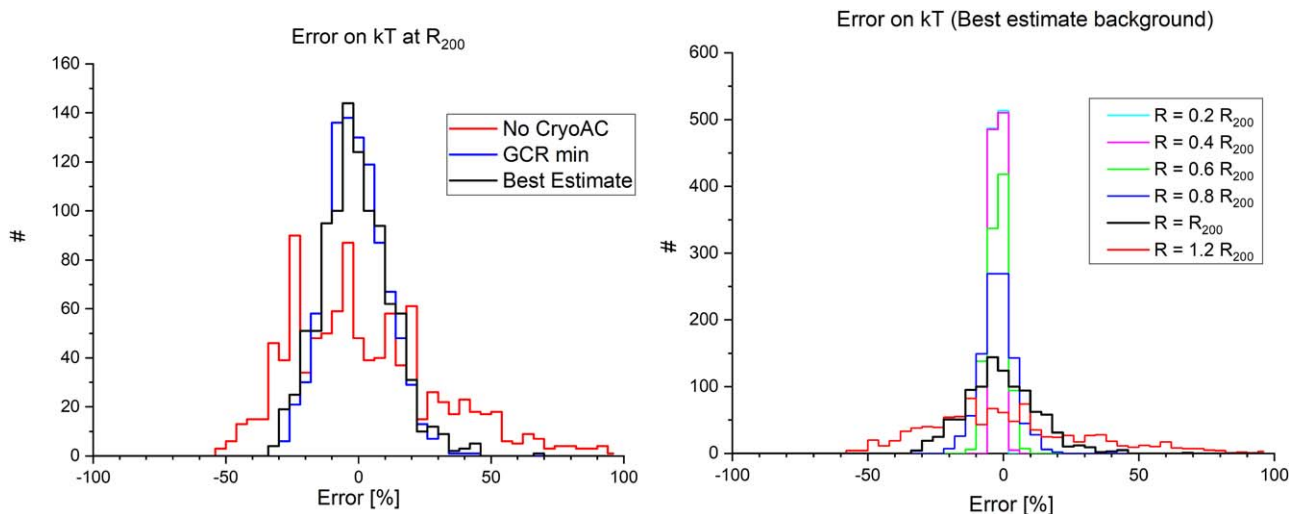 Error on kT at R200
160
140
120
100
80
60
40
20
0
#
No CryoAC
GCR min
Best Estimate
-100
-50
0
50
100
Error [%]
Error on kT (Best estimate background)
600
500
400
300
200
100
0
#
R = 0.2 R200
R = 0.4 R200
R = 0.6 R200
R = 0.8 R200
R = R200
R = 1.2 R200
-100
-50
0
50
100
Error [%]